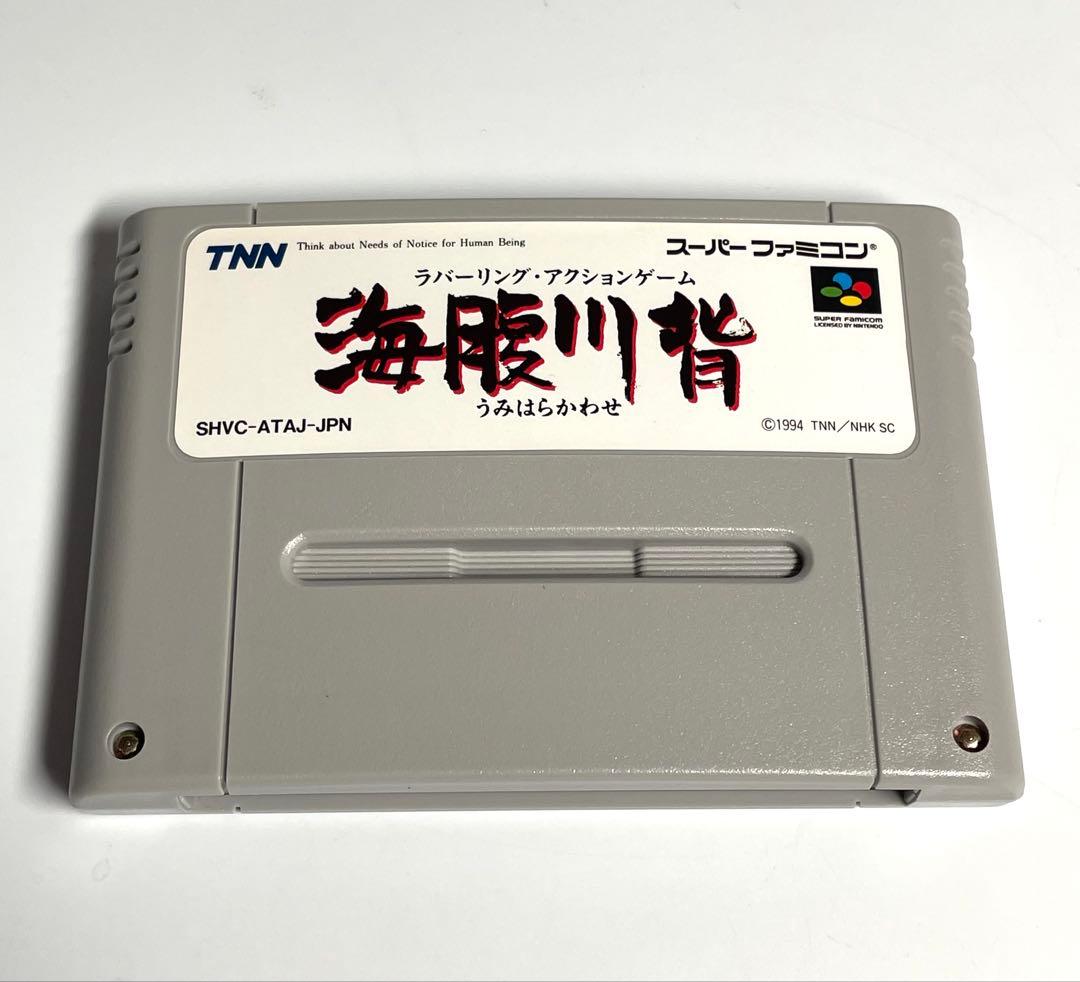 TNN Think about Needs of Notice for Human Being
スーパーファミコン®
ラバーリング・アクションゲーム
海腹川背
うみはらかわせ
SUPER FAMICOM
LICENSED BY NINTENDO
SHVC-ATAJ-JPN
©1994 TNN／NHK SC